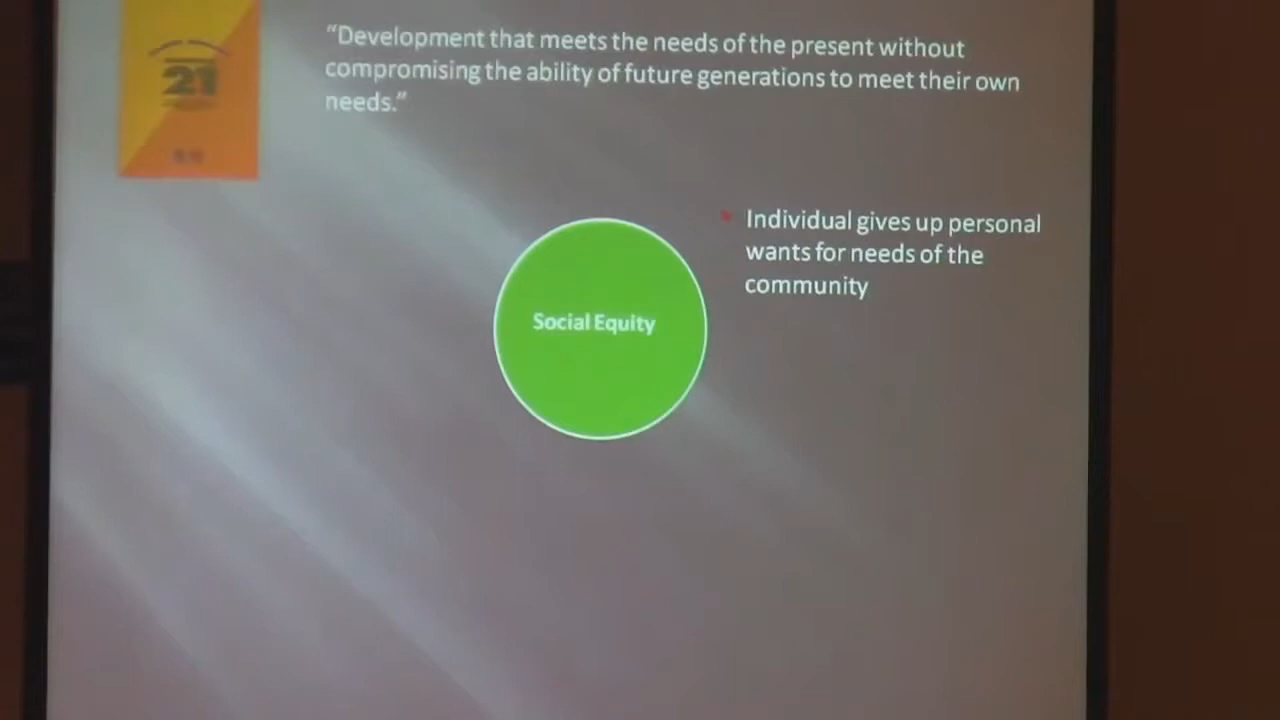 21
“Development that meets the needs of the present without
compromising the ability of future generations to meet their own
needs.”
Individual gives up personal
wants for needs of the
community
Social Equity